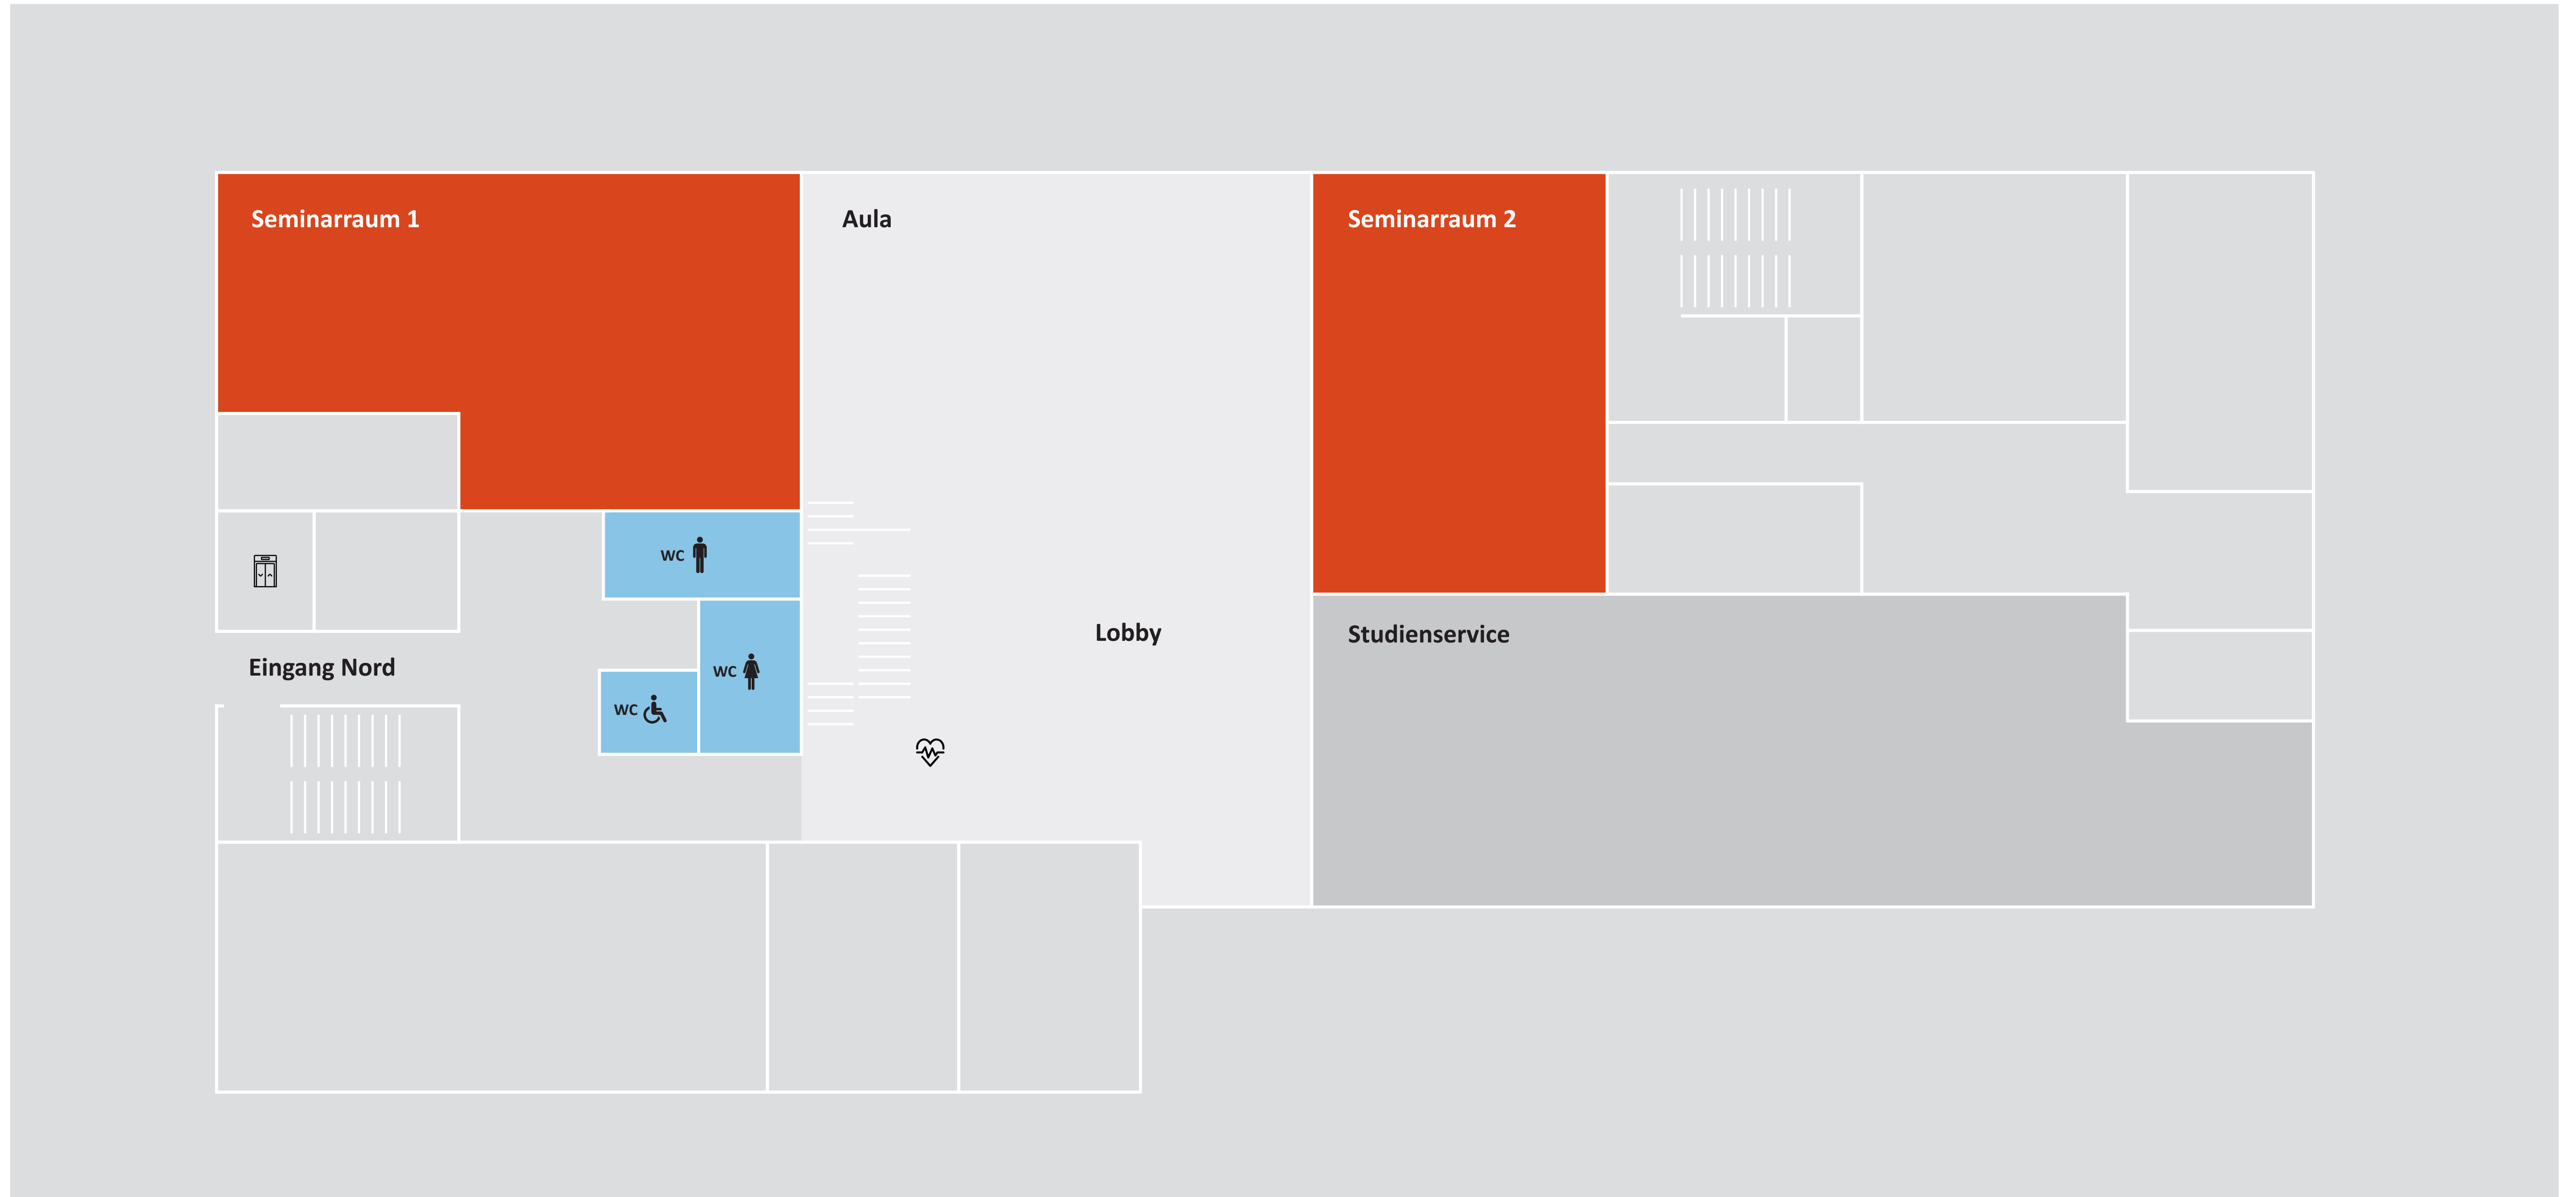 Seminarraum 1
Aula
Seminarraum 2
WC
Lobby
Studienservice
Eingang Nord
WC
WC